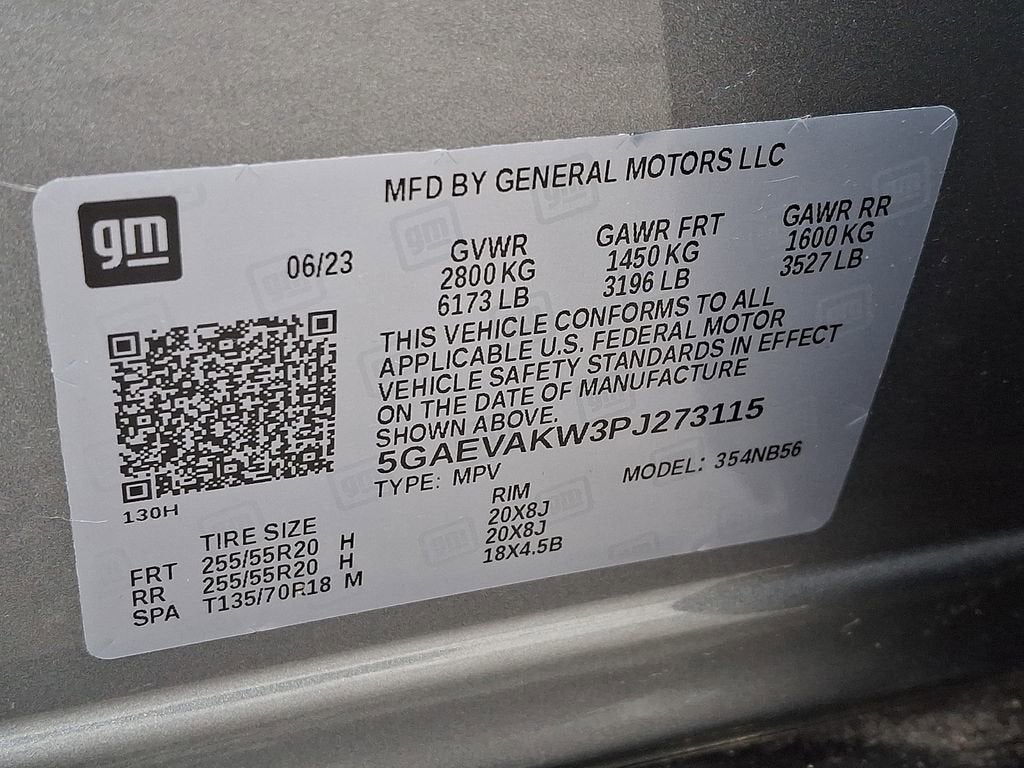 MFD BY GENERAL MOTORS LLC
gm
06/23
GVWR GAWR FRT GAWR RR
2800 KG 1450 KG 1600 KG
6173 LB 3196 LB 3527 LB
THIS VEHICLE CONFORMS TO ALL
APPLICABLE U.S. FEDERAL MOTOR
VEHICLE SAFETY STANDARDS IN EFFECT
ON THE DATE OF MANUFACTURE
SHOWN ABOVE.
5GAEVAKW3PJ273115
TYPE: MPV MODEL: 354NB56
130H
TIRE SIZE RIM
FRT 255/55R20 H 20X8J
RR 255/55R20 H 20X8J
SPA T135/70R18 M 18X4.5B